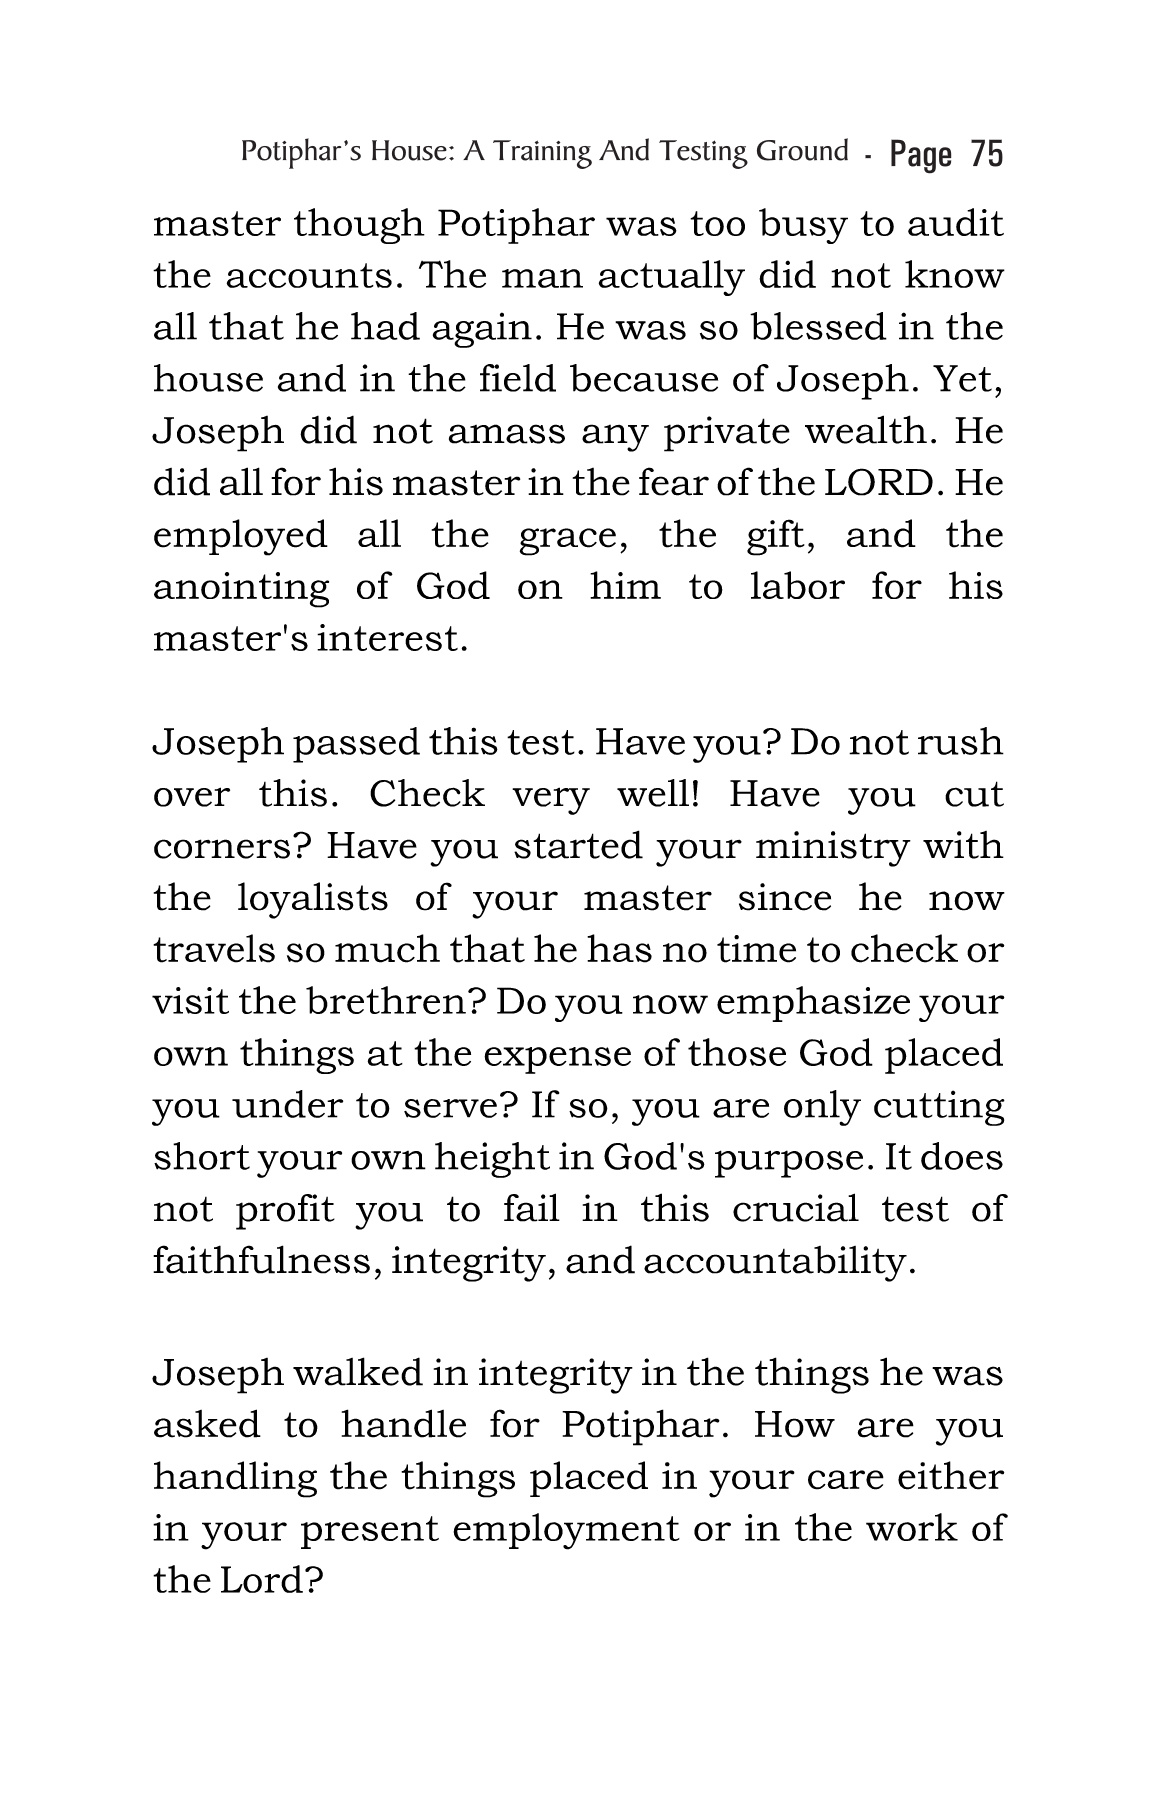 Potiphar's House: A Training And Testing Ground - Page 75
master though Potiphar was too busy to audit
the accounts. The man actually did not know
all that he had again. He was so blessed in the
house and in the field because of Joseph. Yet,
Joseph did not amass any private wealth. He
did all for his master in the fear of the LORD. He
employed all the grace, the gift, and the
anointing of God on him to labor for his
master's interest.

Joseph passed this test. Have you? Do not rush
over this. Check very well! Have you cut
corners? Have you started your ministry with
the loyalists of your master since he now
travels so much that he has no time to check or
visit the brethren? Do you now emphasize your
own things at the expense of those God placed
you under to serve? If so, you are only cutting
short your own height in God's purpose. It does
not profit you to fail in this crucial test of
faithfulness, integrity, and accountability.

Joseph walked in integrity in the things he was
asked to handle for Potiphar. How are you
handling the things placed in your care either
in your present employment or in the work of
the Lord?